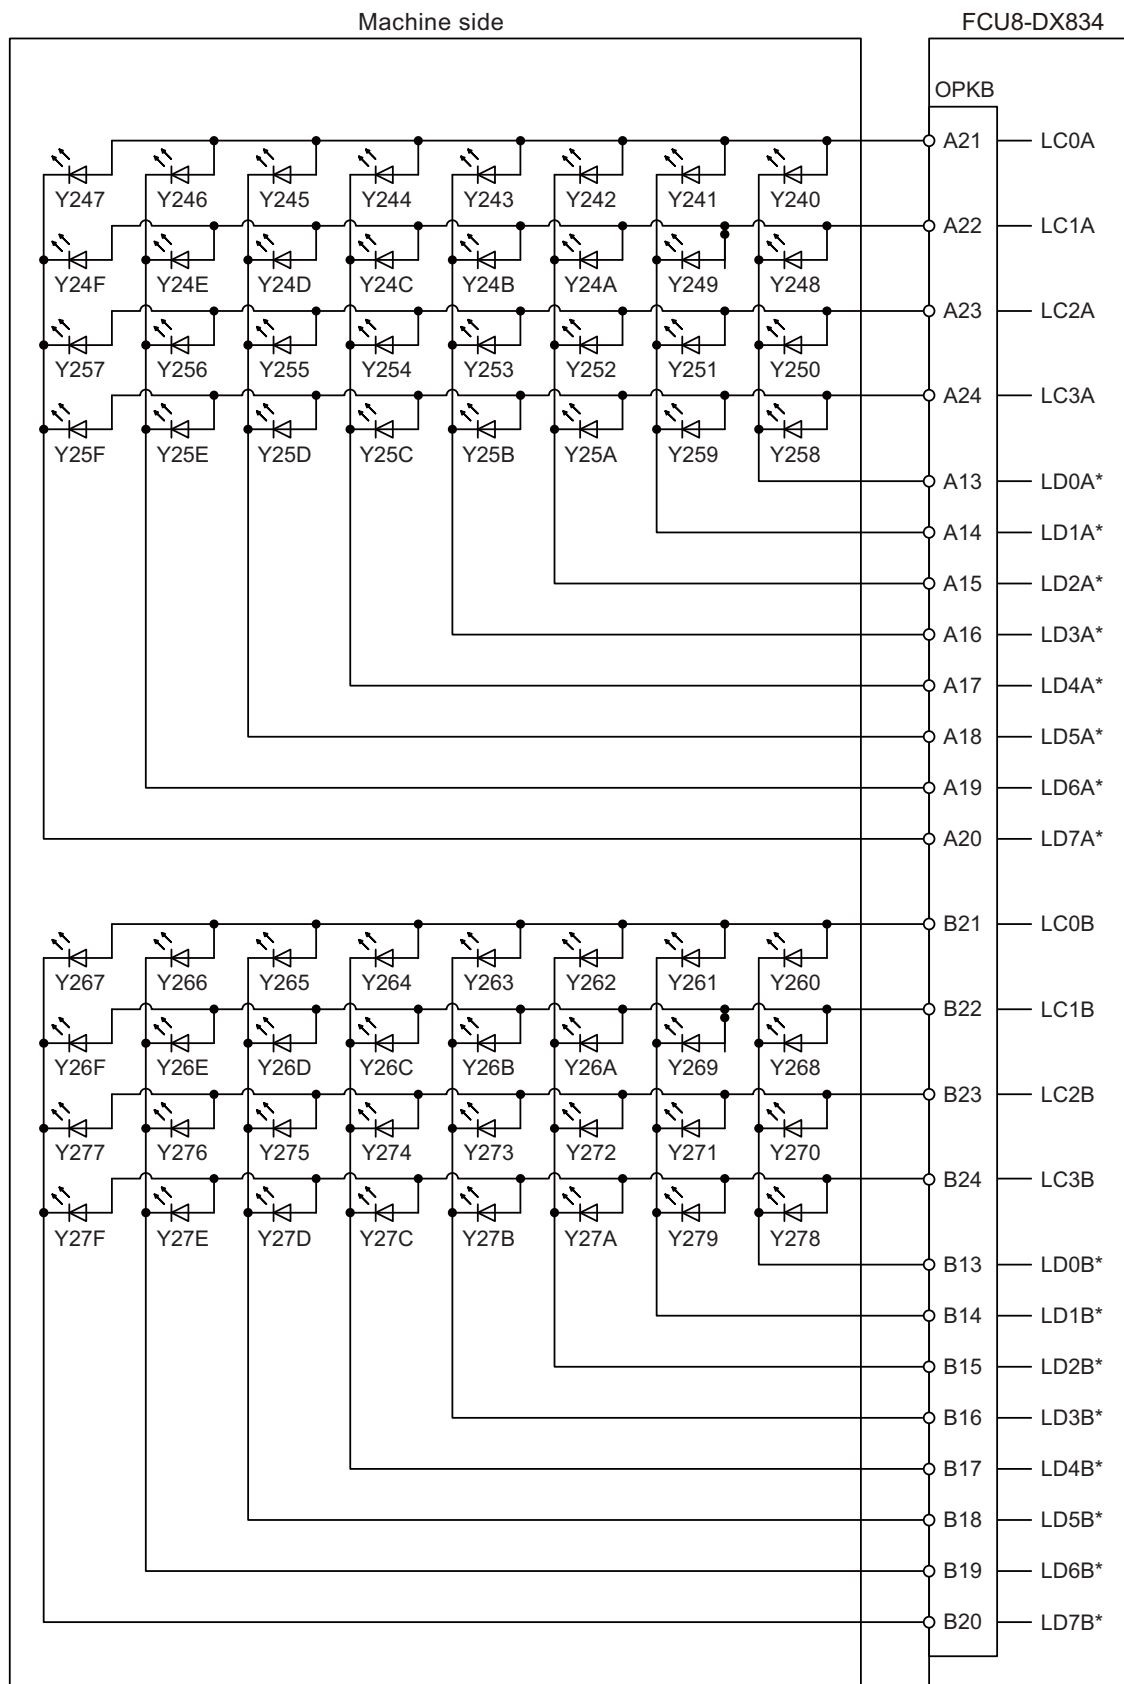 Machine side
FCU8-DX834
OPKB
A21 LC0A
Y247 Y246 Y245 Y244 Y243 Y242 Y241 Y240
A22 LC1A
Y24F Y24E Y24D Y24C Y24B Y24A Y249 Y248
A23 LC2A
Y257 Y256 Y255 Y254 Y253 Y252 Y251 Y250
A24 LC3A
Y25F Y25E Y25D Y25C Y25B Y25A Y259 Y258
A13 LD0A*
A14 LD1A*
A15 LD2A*
A16 LD3A*
A17 LD4A*
A18 LD5A*
A19 LD6A*
A20 LD7A*
B21 LC0B
Y267 Y266 Y265 Y264 Y263 Y262 Y261 Y260
B22 LC1B
Y26F Y26E Y26D Y26C Y26B Y26A Y269 Y268
B23 LC2B
Y277 Y276 Y275 Y274 Y273 Y272 Y271 Y270
B24 LC3B
Y27F Y27E Y27D Y27C Y27B Y27A Y279 Y278
B13 LD0B*
B14 LD1B*
B15 LD2B*
B16 LD3B*
B17 LD4B*
B18 LD5B*
B19 LD6B*
B20 LD7B*